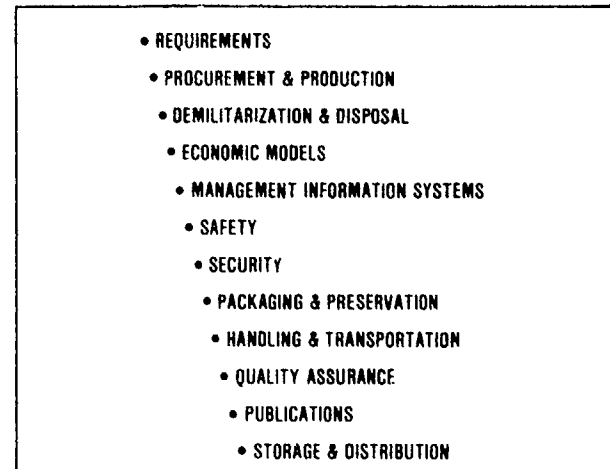 • REQUIREMENTS
• PROCUREMENT & PRODUCTION
• DEMILITARIZATION & DISPOSAL
• ECONOMIC MODELS
• MANAGEMENT INFORMATION SYSTEMS
• SAFETY
• SECURITY
• PACKAGING & PRESERVATION
• HANDLING & TRANSPORTATION
• QUALITY ASSURANCE
• PUBLICATIONS
• STORAGE & DISTRIBUTION